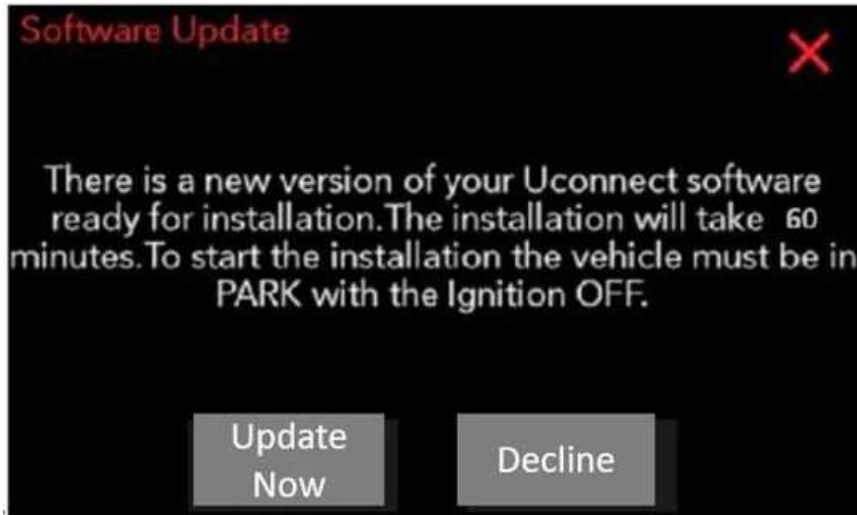 Software Update
There is a new version of your Uconnect software
ready for installation.The installation will take 60
minutes.To start the installation the vehicle must be in
PARK with the Ignition OFF.
Update
Now
Decline